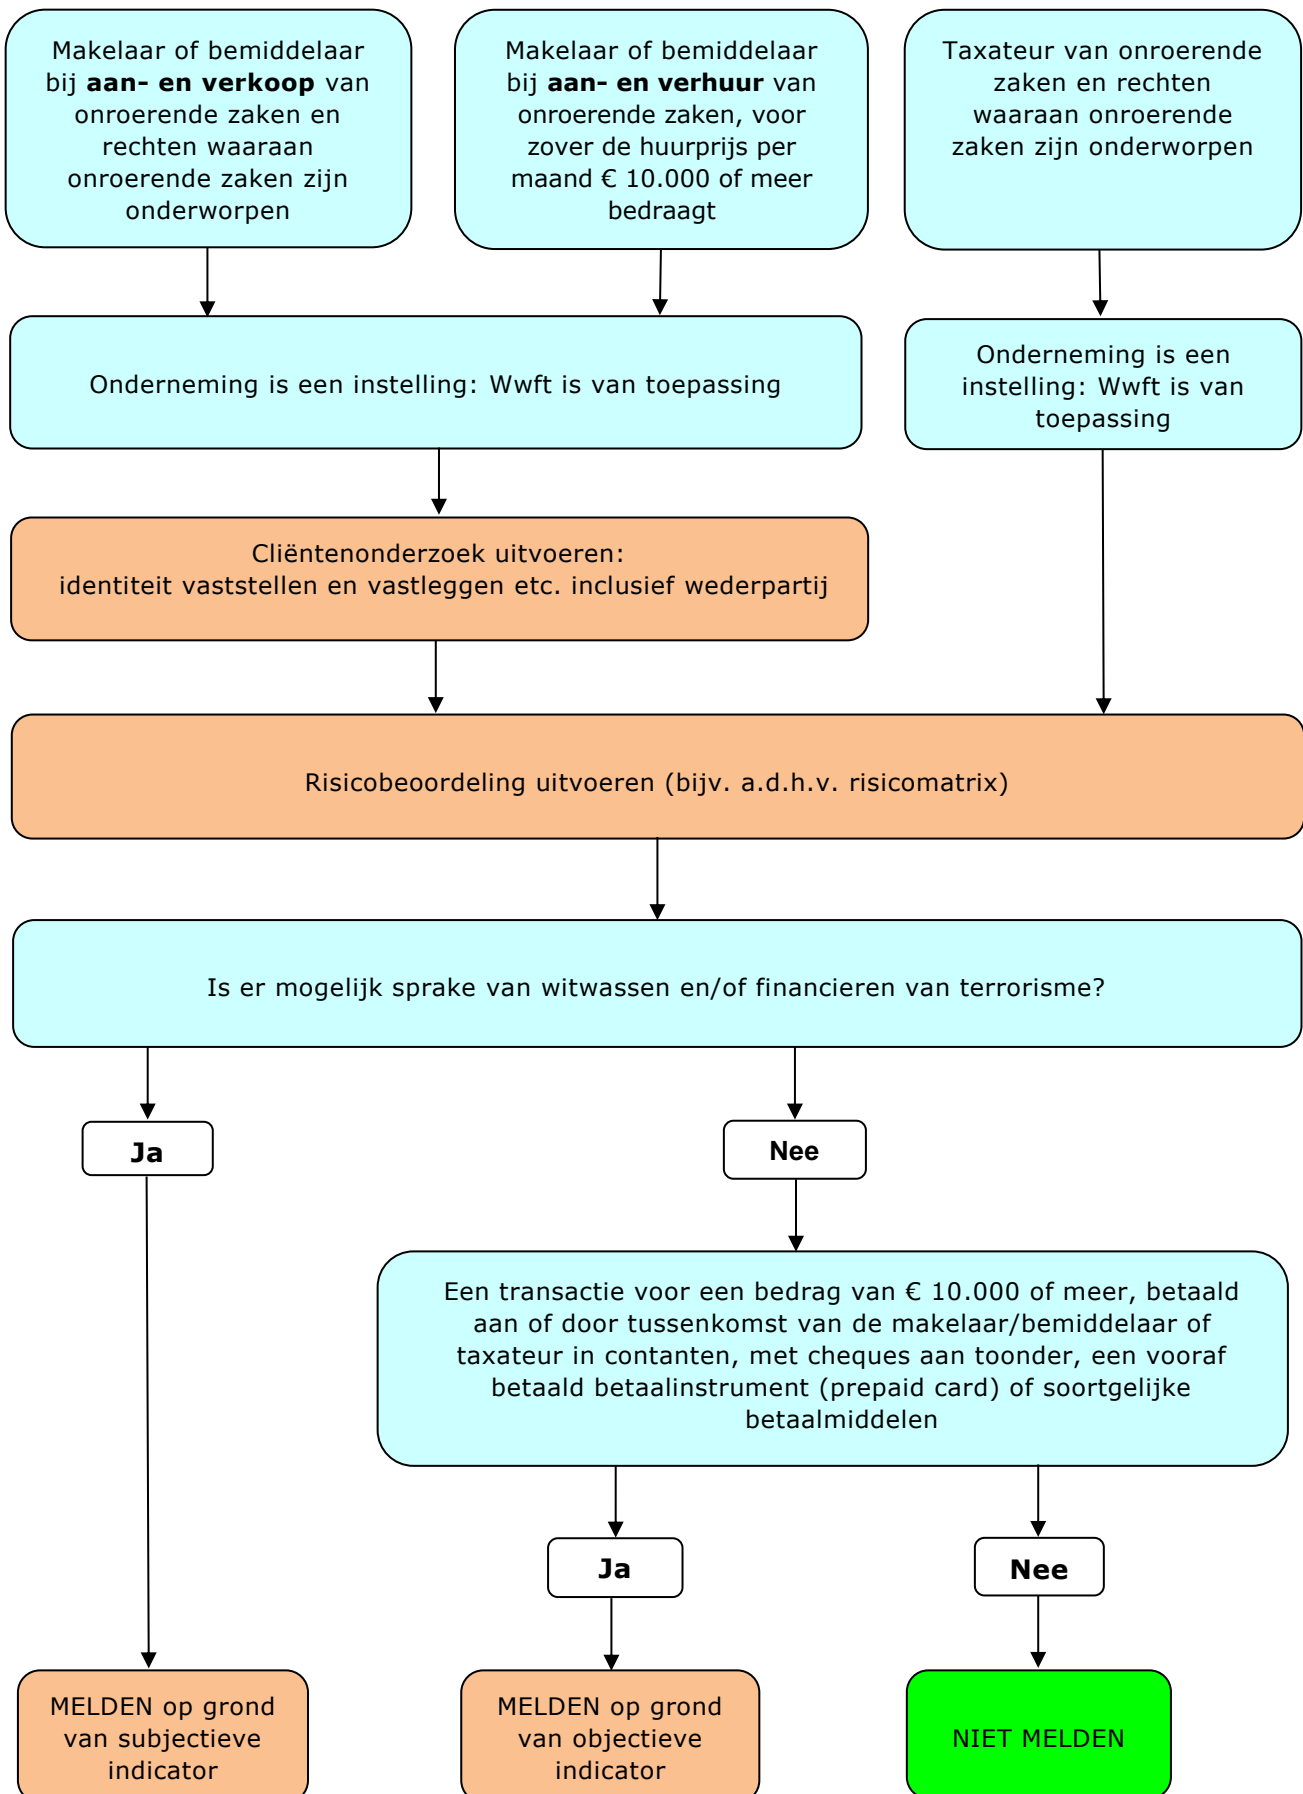 Makelaar of bemiddelaar
bij aan- en verkoop van
onroerende zaken en
rechten waaraan
onroerende zaken zijn
onderworpen
Makelaar of bemiddelaar
bij aan- en verhuur van
onroerende zaken, voor
zover de huurprijs per
maand € 10.000 of meer
bedraagt
Taxateur van onroerende
zaken en rechten
waaraan onroerende
zaken zijn onderworpen
Onderneming is een instelling: Wwft is van toepassing
Onderneming is een
instelling: Wwft is van
toepassing
Cliëntenonderzoek uitvoeren:
identiteit vaststellen en vastleggen etc. inclusief wederpartij
Risicobeoordeling uitvoeren (bijv. a.d.h.v. risicomatrix)
Is er mogelijk sprake van witwassen en/of financieren van terrorisme?
Ja
Nee
Een transactie voor een bedrag van € 10.000 of meer, betaald
aan of door tussenkomst van de makelaar/bemiddelaar of
taxateur in contanten, met cheques aan toonder, een vooraf
betaald betaalinstrument (prepaid card) of soortgelijke
betaalmiddelen
Ja
Nee
MELDEN op grond
van subjectieve
indicator
MELDEN op grond
van objectieve
indicator
NIET MELDEN